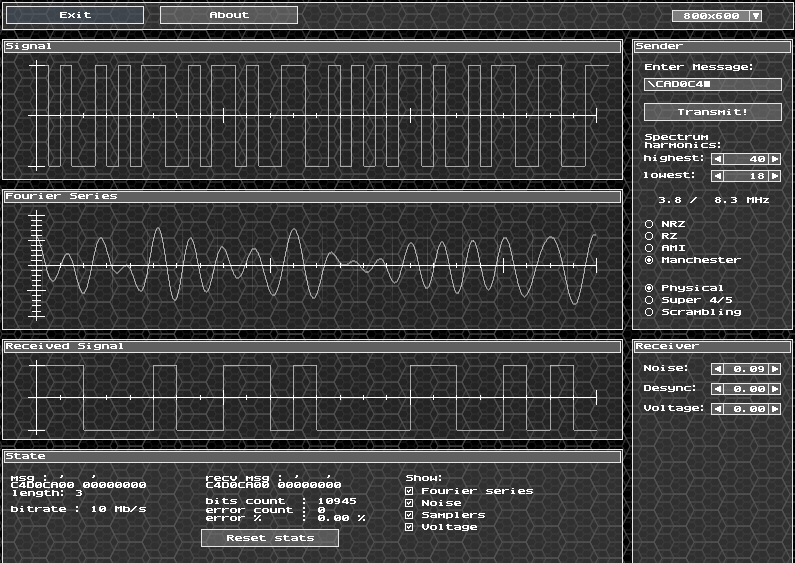 Exit
About
800x600
Signal
Sender
Enter Message:
\CAD0C4
Transmit!
Spectrum
harmonics:
highest: 40
lowest: 18
3.8 / 8.3 MHz
NRZ
RZ
AMI
Manchester
Physical
Super 4/5
Scrambling
Fourier Series
Received Signal
Receiver
Noise: 0.09
Desync: 0.00
Voltage: 0.00
State
msg : ' '
C4D0CA00 00000000
length: 3
bitrate : 10 Mb/s
recv msg : ' '
C4D0CA00 00000000
bits count : 10945
error count : 0
error % : 0.00 %
Reset stats
Show:
Fourier series
Noise
Samplers
Voltage